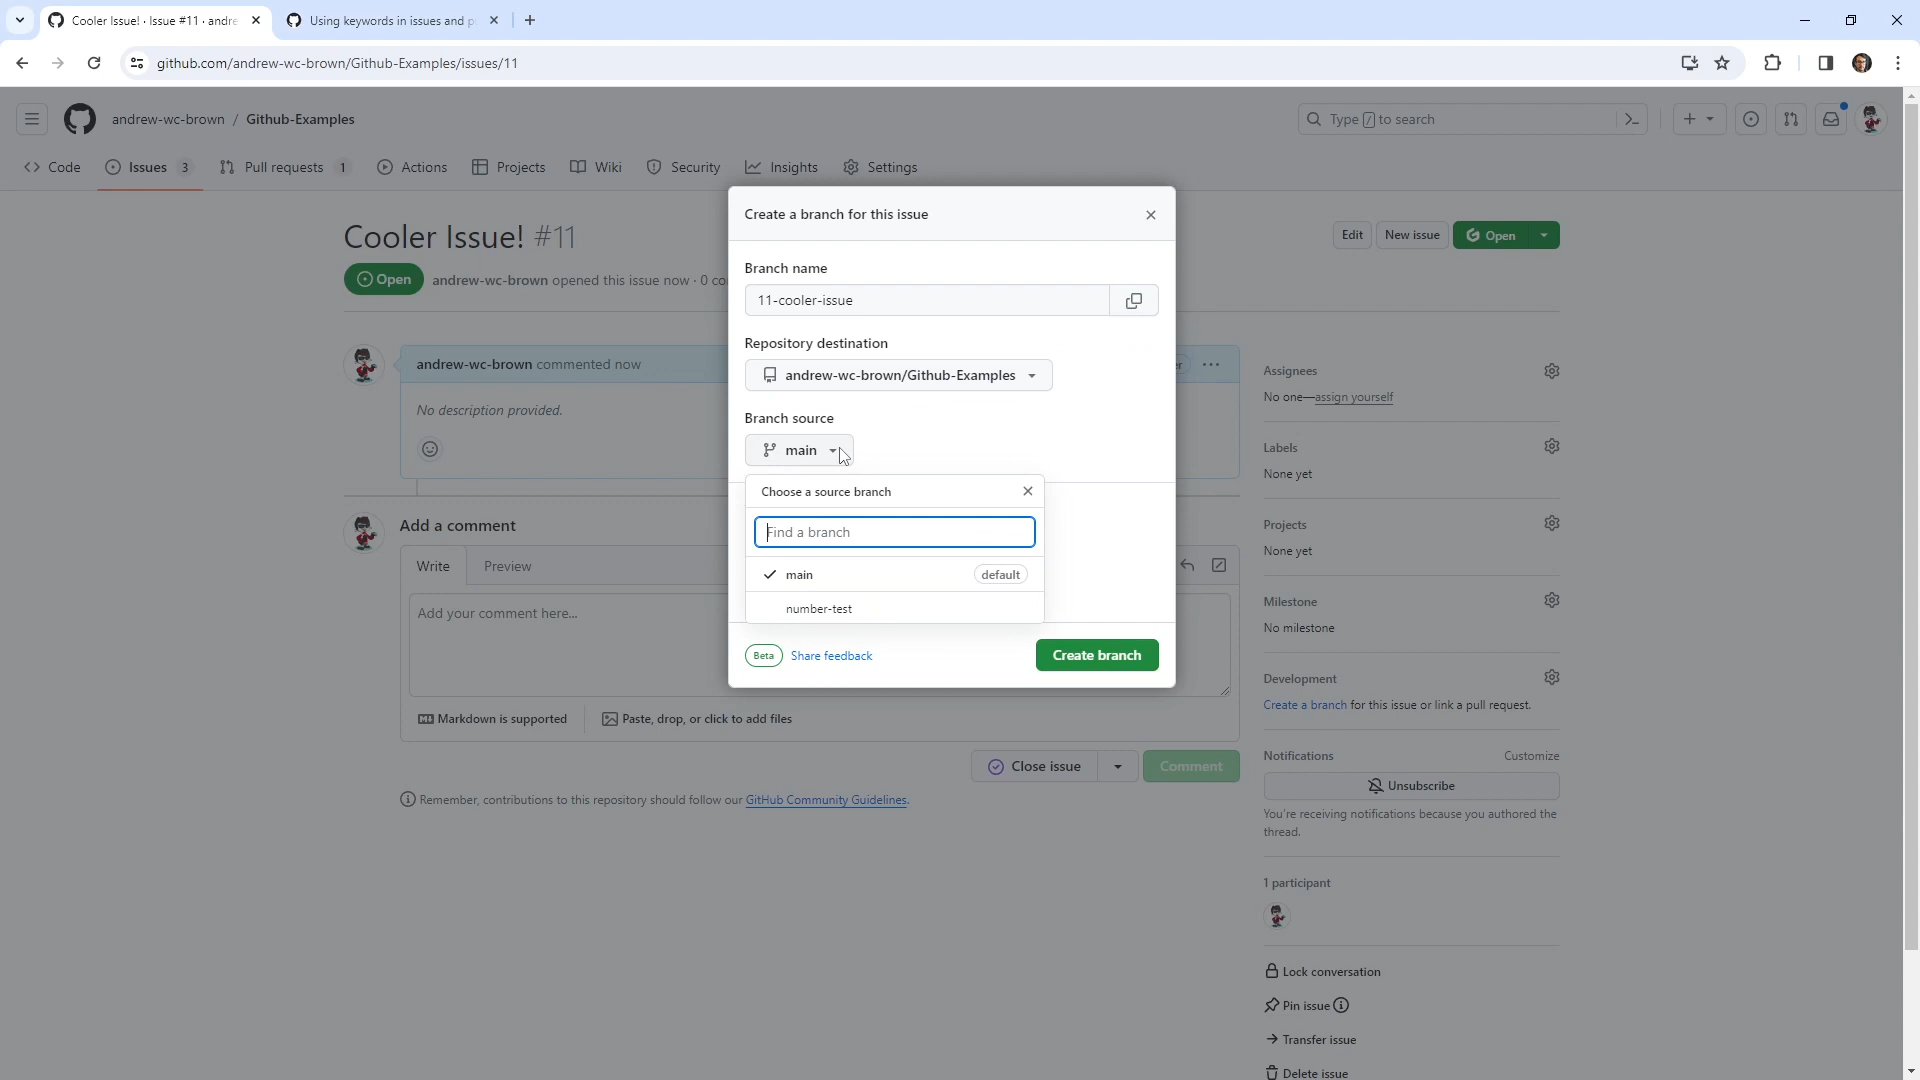 Cooler Issue! · Issue #11 · andre
Using keywords in issues and p
github.com/andrew-wc-brown/Github-Examples/issues/11
andrew-wc-brown / Github-Examples
Type / to search
Code
Issues 3
Pull requests 1
Actions
Projects
Wiki
Security
Insights
Settings
Cooler Issue! #11
Edit
New issue
Open
Open
andrew-wc-brown opened this issue now · 0 co
Create a branch for this issue
Branch name
11-cooler-issue
Repository destination
andrew-wc-brown/Github-Examples
Branch source
main
Choose a source branch
Find a branch
main default
number-test
Beta Share feedback
Create branch
andrew-wc-brown commented now
No description provided.
Add a comment
Write
Preview
Add your comment here...
Markdown is supported
Paste, drop, or click to add files
Close issue
Comment
Remember, contributions to this repository should follow our GitHub Community Guidelines.
Assignees
No one—assign yourself
Labels
None yet
Projects
None yet
Milestone
No milestone
Development
Create a branch for this issue or link a pull request.
Notifications Customize
Unsubscribe
You're receiving notifications because you authored the
thread.
1 participant
Lock conversation
Pin issue
Transfer issue
Delete issue